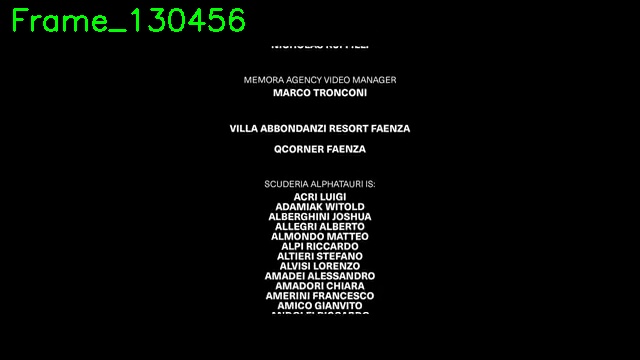 Frame_130456
MEMORA AGENCY VIDEO MANAGER
MARCO TRONCONI
VILLA ABBONDANZI RESORT FAENZA
QCORNER FAENZA
SCUDERIA ALPHATAURI IS:
ACRI LUIGI
ADAMIAK WITOLD
ALBERGHINI JOSHUA
ALLEGRI ALBERTO
ALMONDO MATTEO
ALPI RICCARDO
ALTIERI STEFANO
ALVISI LORENZO
AMADEI ALESSANDRO
AMADORI CHIARA
AMERINI FRANCESCO
AMICO GIANVITO